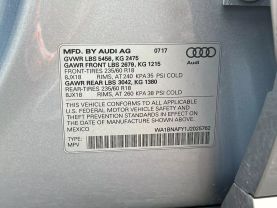 MFD. BY AUDI AG 07/17
GVWR LBS 5456, KG 2475
GAWR FRONT LBS 2679, KG 1215
FRONT-TIRES 235/60 R18
8JX18 RIMS, AT 240 KPA 35 PSI COLD
GAWR REAR LBS 3042, KG 1380
REAR-TIRES 235/60 R18
8JX18 RIMS, AT 260 KPA 38 PSI COLD
Audi
THIS VEHICLE CONFORMS TO ALL APPLICABLE
FEDERAL MOTOR VEHICLE SAFETY AND
THEFT PREVENTION STANDARDS IN EFFECT ON THE
DATE OF MANUFACTURE SHOWN ABOVE.
MEXICO WA1BNAFY1J2026762
TYPE:
MPV